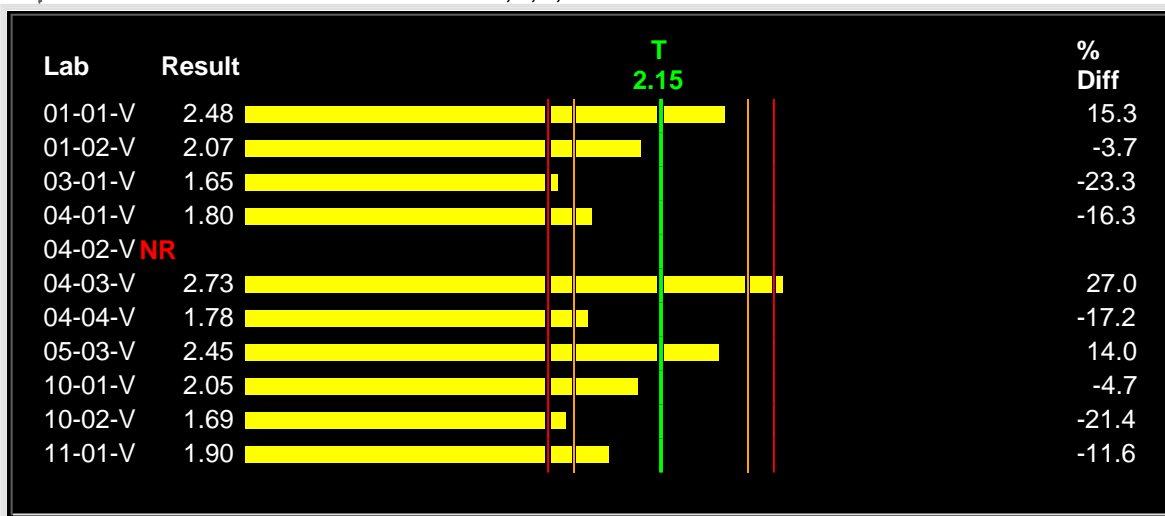 T %
Lab Result 2.15 Diff
01-01-V 2.48 15.3
01-02-V 2.07 -3.7
03-01-V 1.65 -23.3
04-01-V 1.80 -16.3
04-02-V NR
04-03-V 2.73 27.0
04-04-V 1.78 -17.2
05-03-V 2.45 14.0
10-01-V 2.05 -4.7
10-02-V 1.69 -21.4
11-01-V 1.90 -11.6